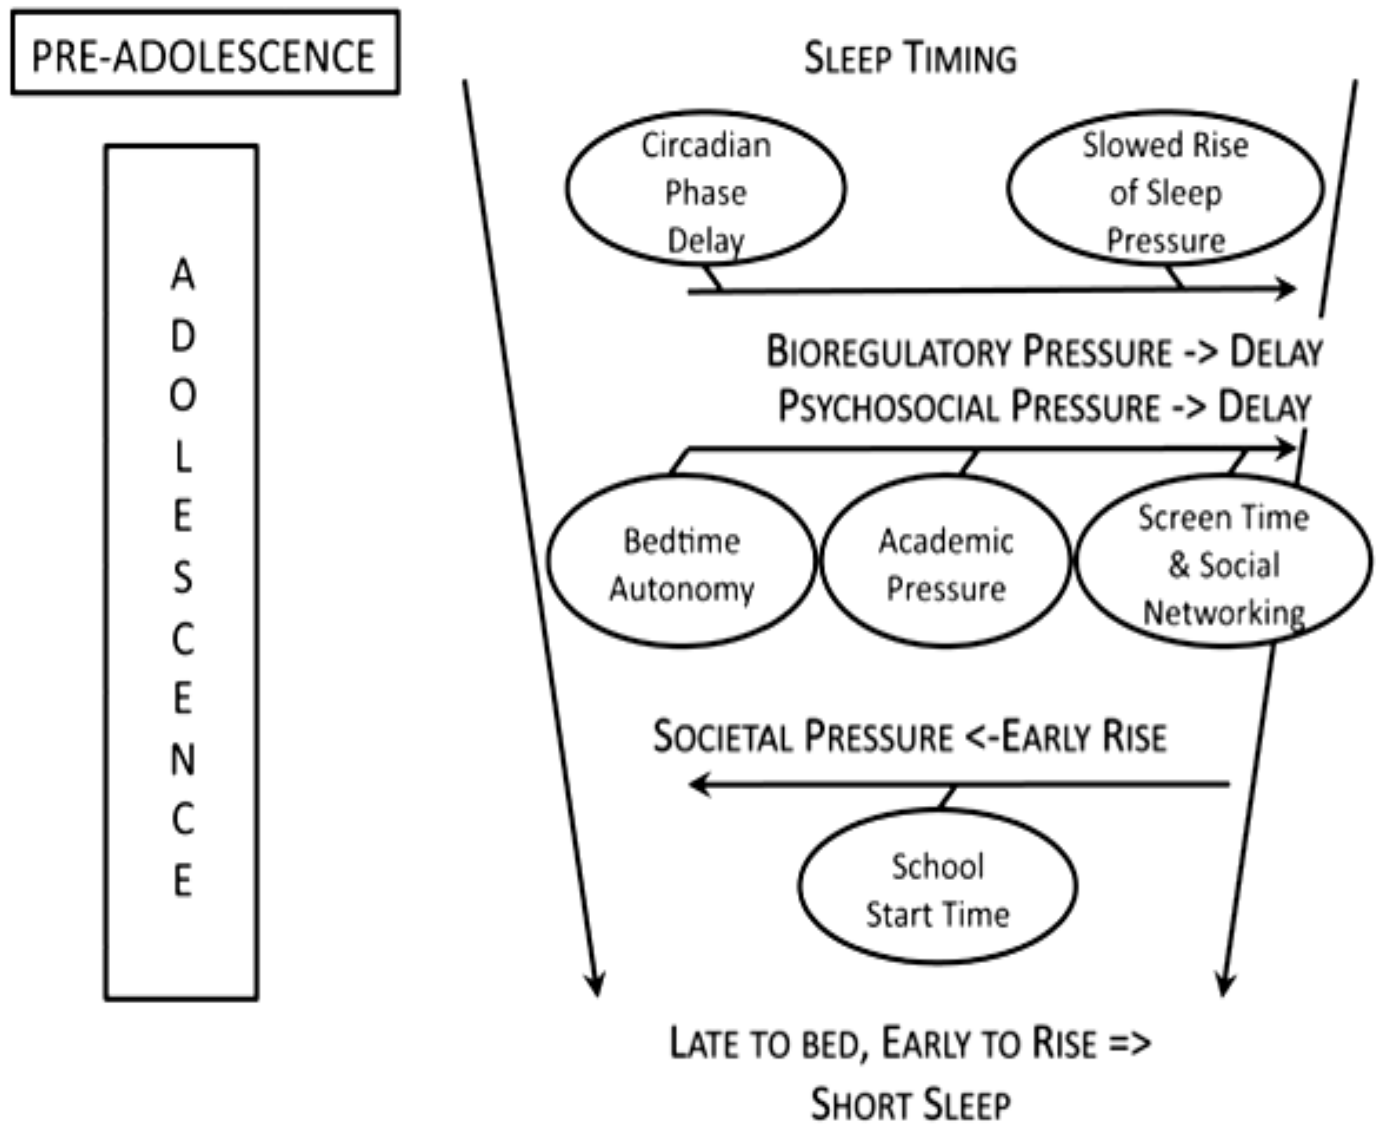 PRE-ADOLESCENCE
SLEEP TIMING
Circadian
Phase
Delay
Slowed Rise
of Sleep
Pressure
BIOREGULATORY PRESSURE -> DELAY
PSYCHOSOCIAL PRESSURE -> DELAY
Bedtime
Autonomy
Academic
Pressure
Screen Time
& Social
Networking
SOCIETAL PRESSURE <-EARLY RISE
School
Start Time
LATE TO BED, EARLY TO RISE =>
SHORT SLEEP
A
D
O
L
E
S
C
E
N
C
E